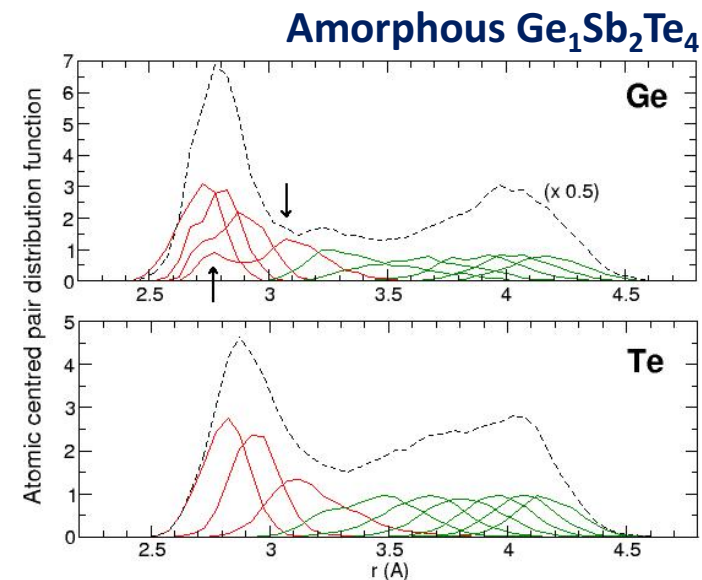 Amorphous Ge₁Sb₂Te₄
Atomic centred pair distribution function
7
6
5
4
3
2
1
0
Ge
(x 0.5)
2.5 3 3.5 4 4.5
5
4
3
2
1
0
Te
2.5 3 3.5 4 4.5
r (A)